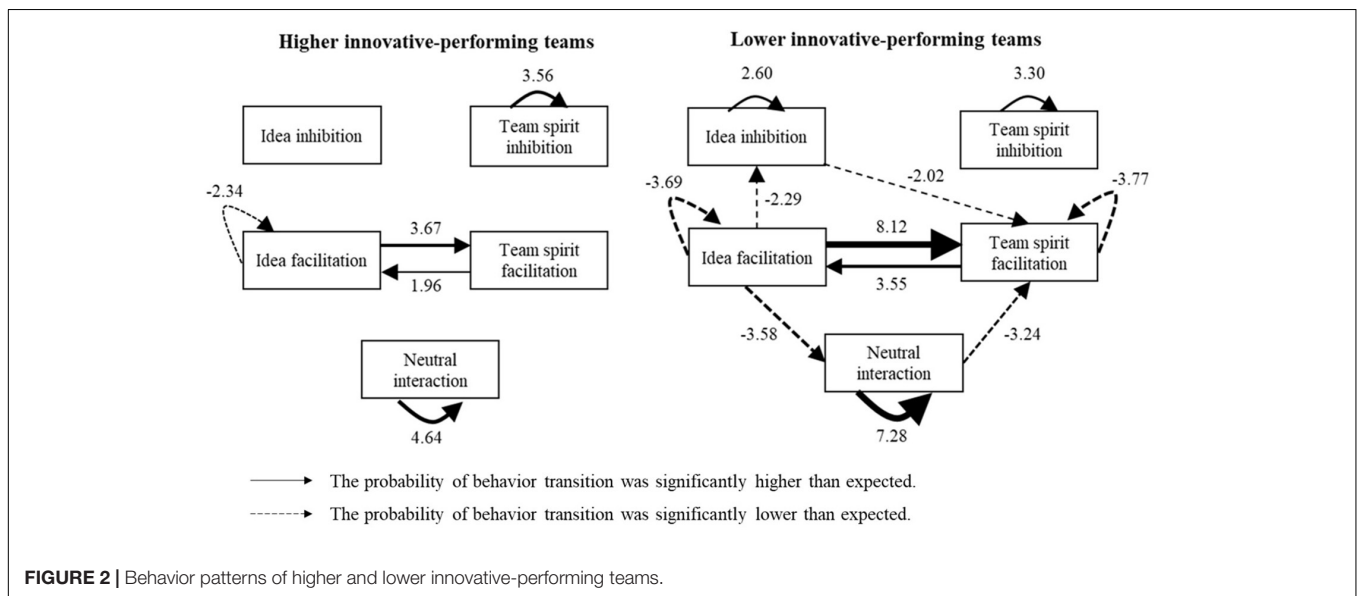 Higher innovative-performing teams
3.56
Idea inhibition
Team spirit
inhibition
-2.34
3.67
Idea facilitation
Team spirit
facilitation
1.96
Neutral
interaction
4.64
Lower innovative-performing teams
2.60
3.30
Idea inhibition
Team spirit
inhibition
-3.69
-2.29
-2.02
-3.77
8.12
Idea facilitation
Team spirit
facilitation
3.55
-3.58
-3.24
Neutral
interaction
7.28
The probability of behavior transition was significantly higher than expected.
The probability of behavior transition was significantly lower than expected.
FIGURE 2 | Behavior patterns of higher and lower innovative-performing teams.